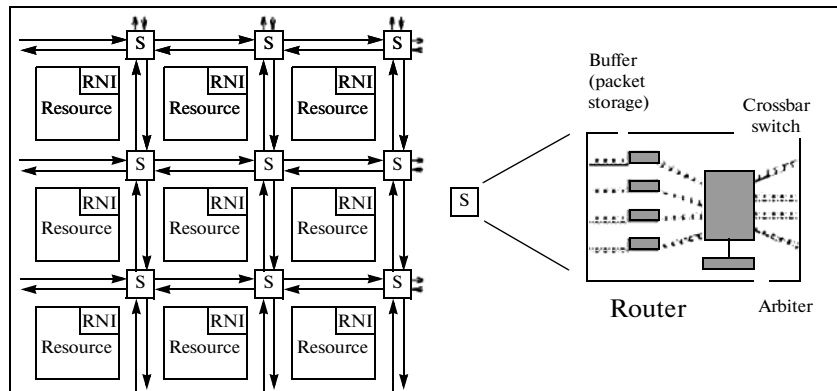 S S S
RNI RNI RNI
Resource Resource Resource
S S S
RNI RNI RNI
Resource Resource Resource
S S S
RNI RNI RNI
Resource Resource Resource
S
Buffer
(packet
storage)
Crossbar
switch
Router
Arbiter